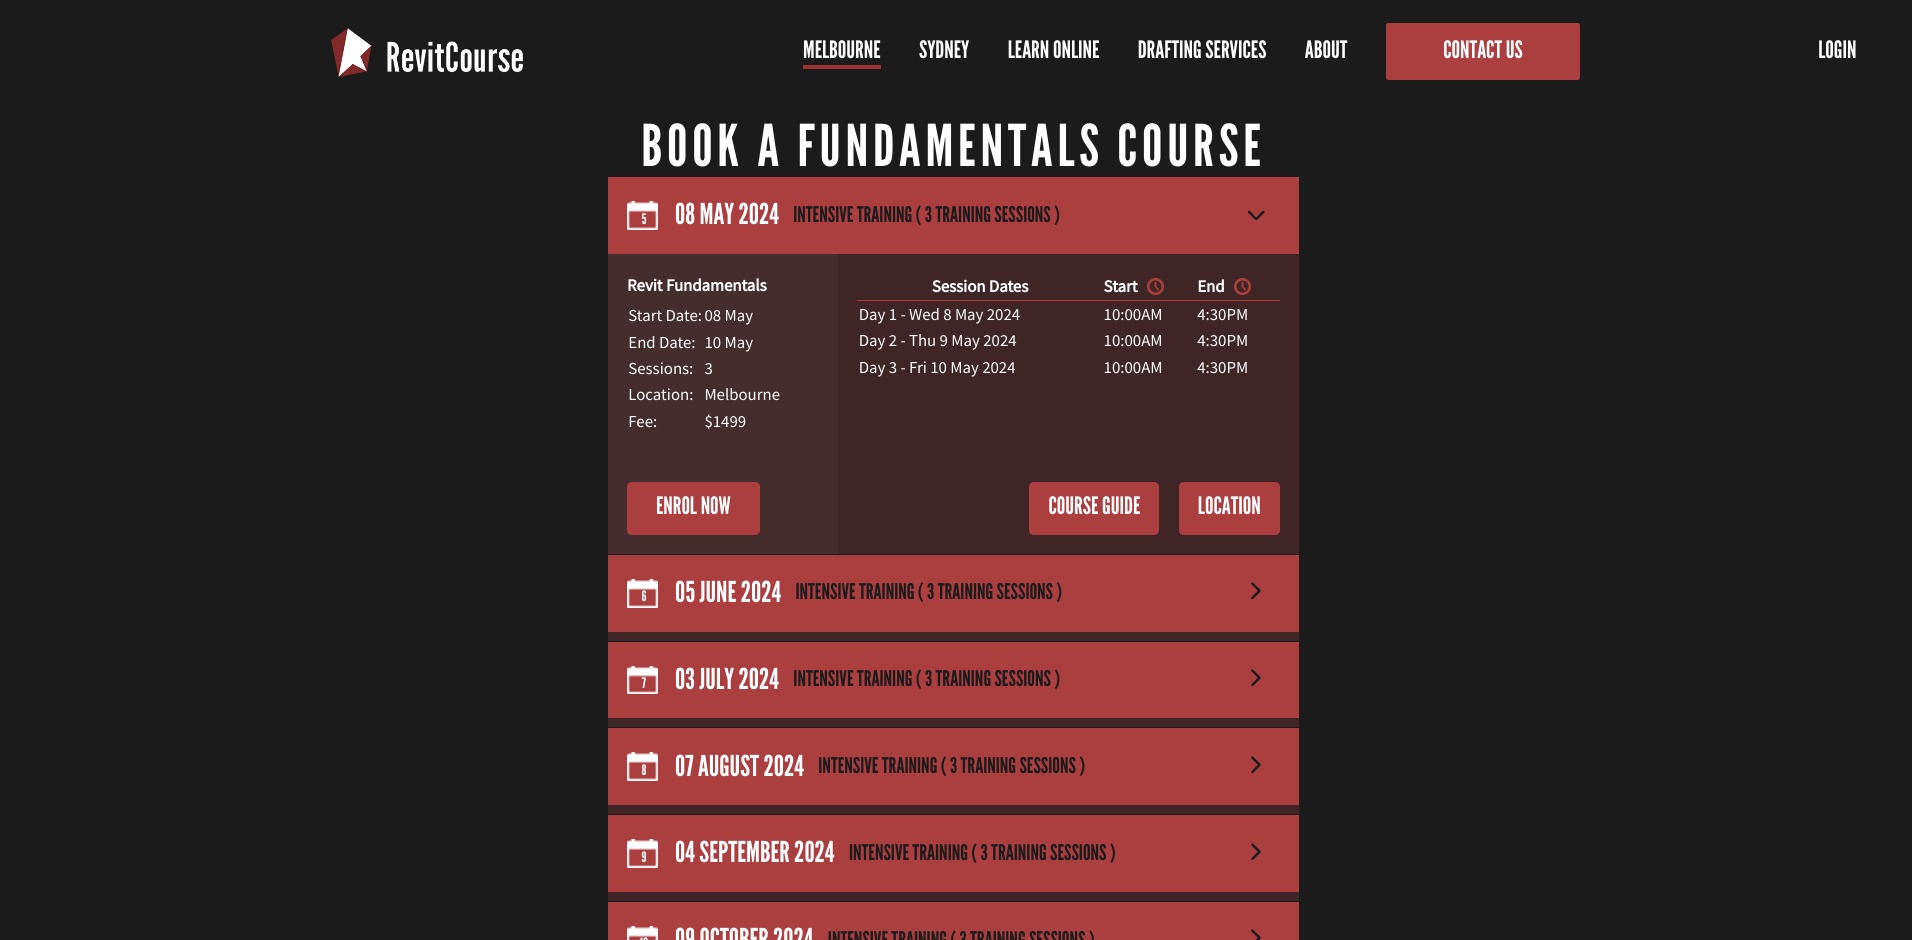 RevitCourse
MELBOURNE SYDNEY LEARN ONLINE DRAFTING SERVICES ABOUT CONTACT US LOGIN
BOOK A FUNDAMENTALS COURSE
5 08 MAY 2024 INTENSIVE TRAINING ( 3 TRAINING SESSIONS )
Revit Fundamentals
Start Date: 08 May
End Date: 10 May
Sessions: 3
Location: Melbourne
Fee: $1499
ENROL NOW
Session Dates Start End
Day 1 - Wed 8 May 2024 10:00AM 4:30PM
Day 2 - Thu 9 May 2024 10:00AM 4:30PM
Day 3 - Fri 10 May 2024 10:00AM 4:30PM
COURSE GUIDE LOCATION
6 05 JUNE 2024 INTENSIVE TRAINING ( 3 TRAINING SESSIONS )
7 03 JULY 2024 INTENSIVE TRAINING ( 3 TRAINING SESSIONS )
8 07 AUGUST 2024 INTENSIVE TRAINING ( 3 TRAINING SESSIONS )
9 04 SEPTEMBER 2024 INTENSIVE TRAINING ( 3 TRAINING SESSIONS )
09 OCTOBER 2024 INTENSIVE TRAINING ( 3 TRAINING SESSIONS )